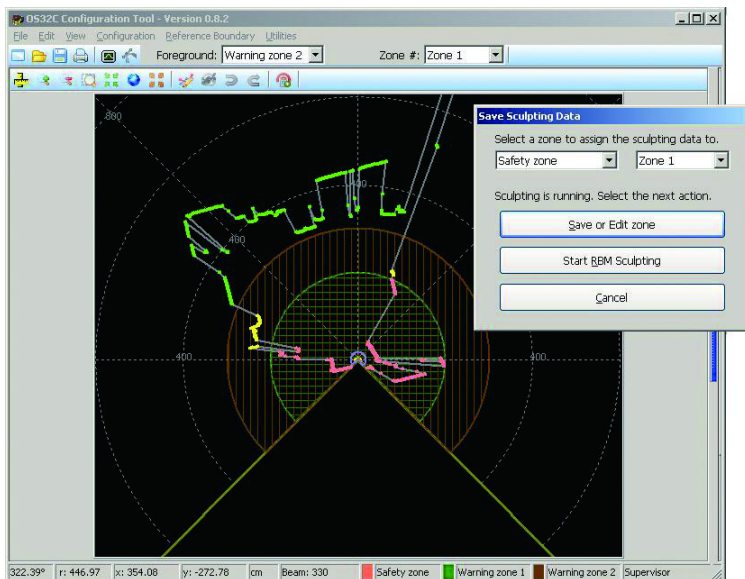 OS32C Configuration Tool - Version 0.8.2
File Edit View Configuration Reference Boundary Utilities
Foreground: Warning zone 2 Zone #: Zone 1
800
400
400
400
400
Save Sculpting Data
Select a zone to assign the sculpting data to.
Safety zone Zone 1
Sculpting is running. Select the next action.
Save or Edit zone
Start RBM Sculpting
Cancel
322.39° r: 446.97 x: 354.08 y: -272.78 cm Beam: 330 Safety zone Warning zone 1 Warning zone 2 Supervisor